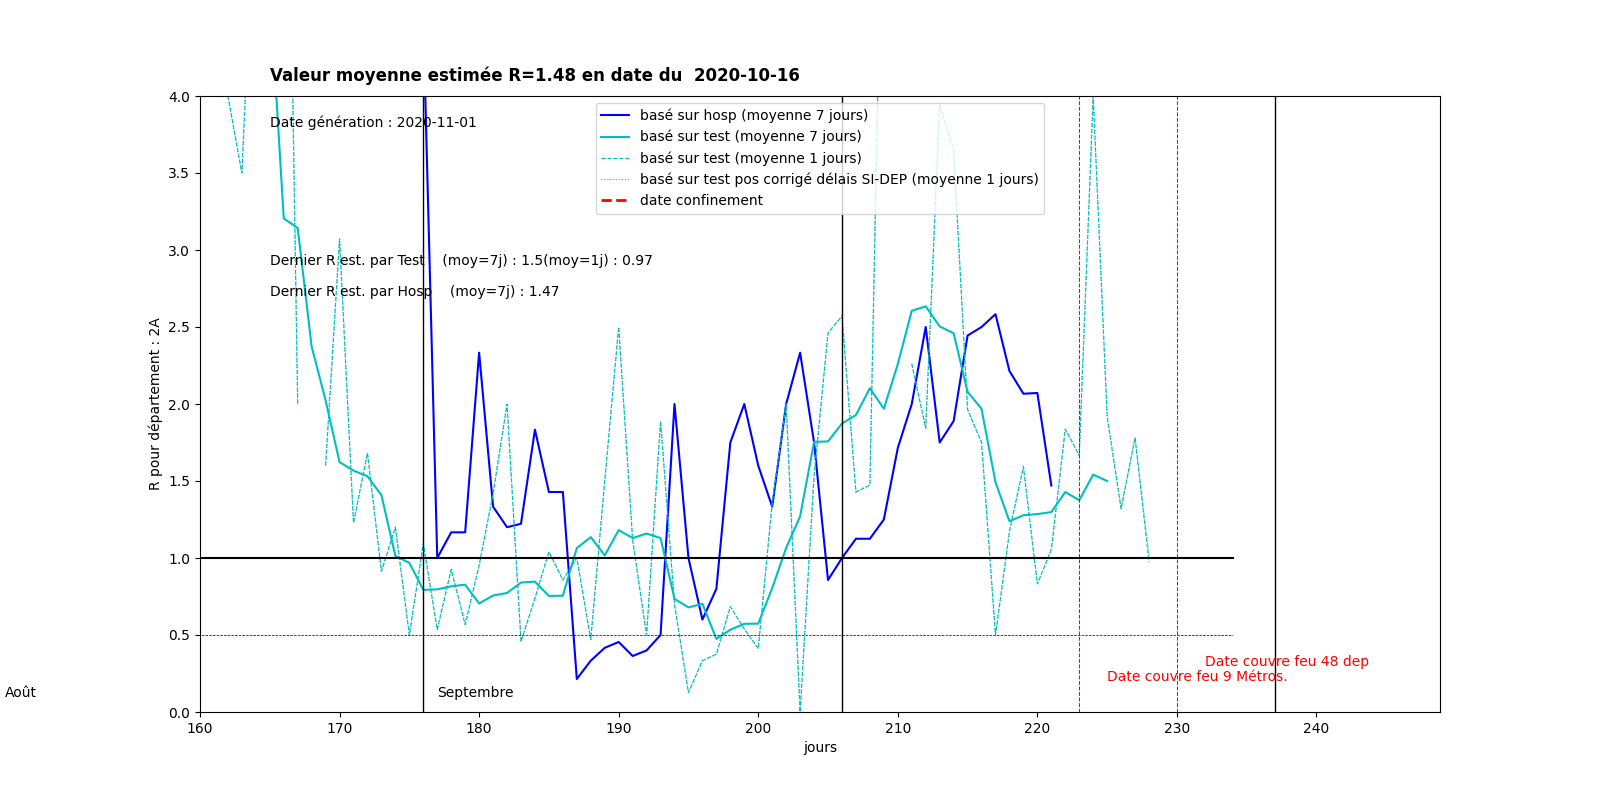 Valeur moyenne estimée R=1.48 en date du  2020-10-16
Date génération : 2020-11-01
basé sur hosp (moyenne 7 jours)
basé sur test (moyenne 7 jours)
basé sur test (moyenne 1 jours)
basé sur test pos corrigé délais SI-DEP (moyenne 1 jours)
date confinement
Dernier R est. par Test    (moy=7j) : 1.5(moy=1j) : 0.97
Dernier R est. par Hosp    (moy=7j) : 1.47
R pour département : 2A
4.0
3.5
3.0
2.5
2.0
1.5
1.0
0.5
0.0
Date couvre feu 48 dep
Date couvre feu 9 Métros.
Août
Septembre
160 170 180 190 200 210 220 230 240
jours